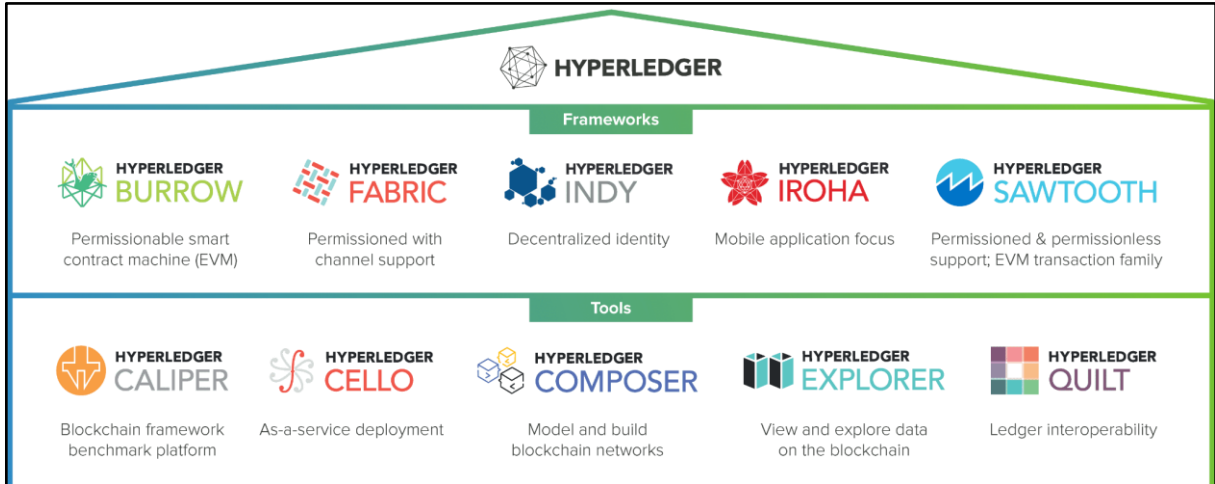 HYPERLEDGER
Frameworks
HYPERLEDGER
BURROW
Permissionable smart
contract machine (EVM)
HYPERLEDGER
FABRIC
Permissioned with
channel support
HYPERLEDGER
INDY
Decentralized identity
HYPERLEDGER
IROHA
Mobile application focus
HYPERLEDGER
SAWTOOTH
Permissioned & permissionless
support; EVM transaction family
Tools
HYPERLEDGER
CALIPER
Blockchain framework
benchmark platform
HYPERLEDGER
CELLO
As-a-service deployment
HYPERLEDGER
COMPOSER
Model and build
blockchain networks
HYPERLEDGER
EXPLORER
View and explore data
on the blockchain
HYPERLEDGER
QUILT
Ledger interoperability